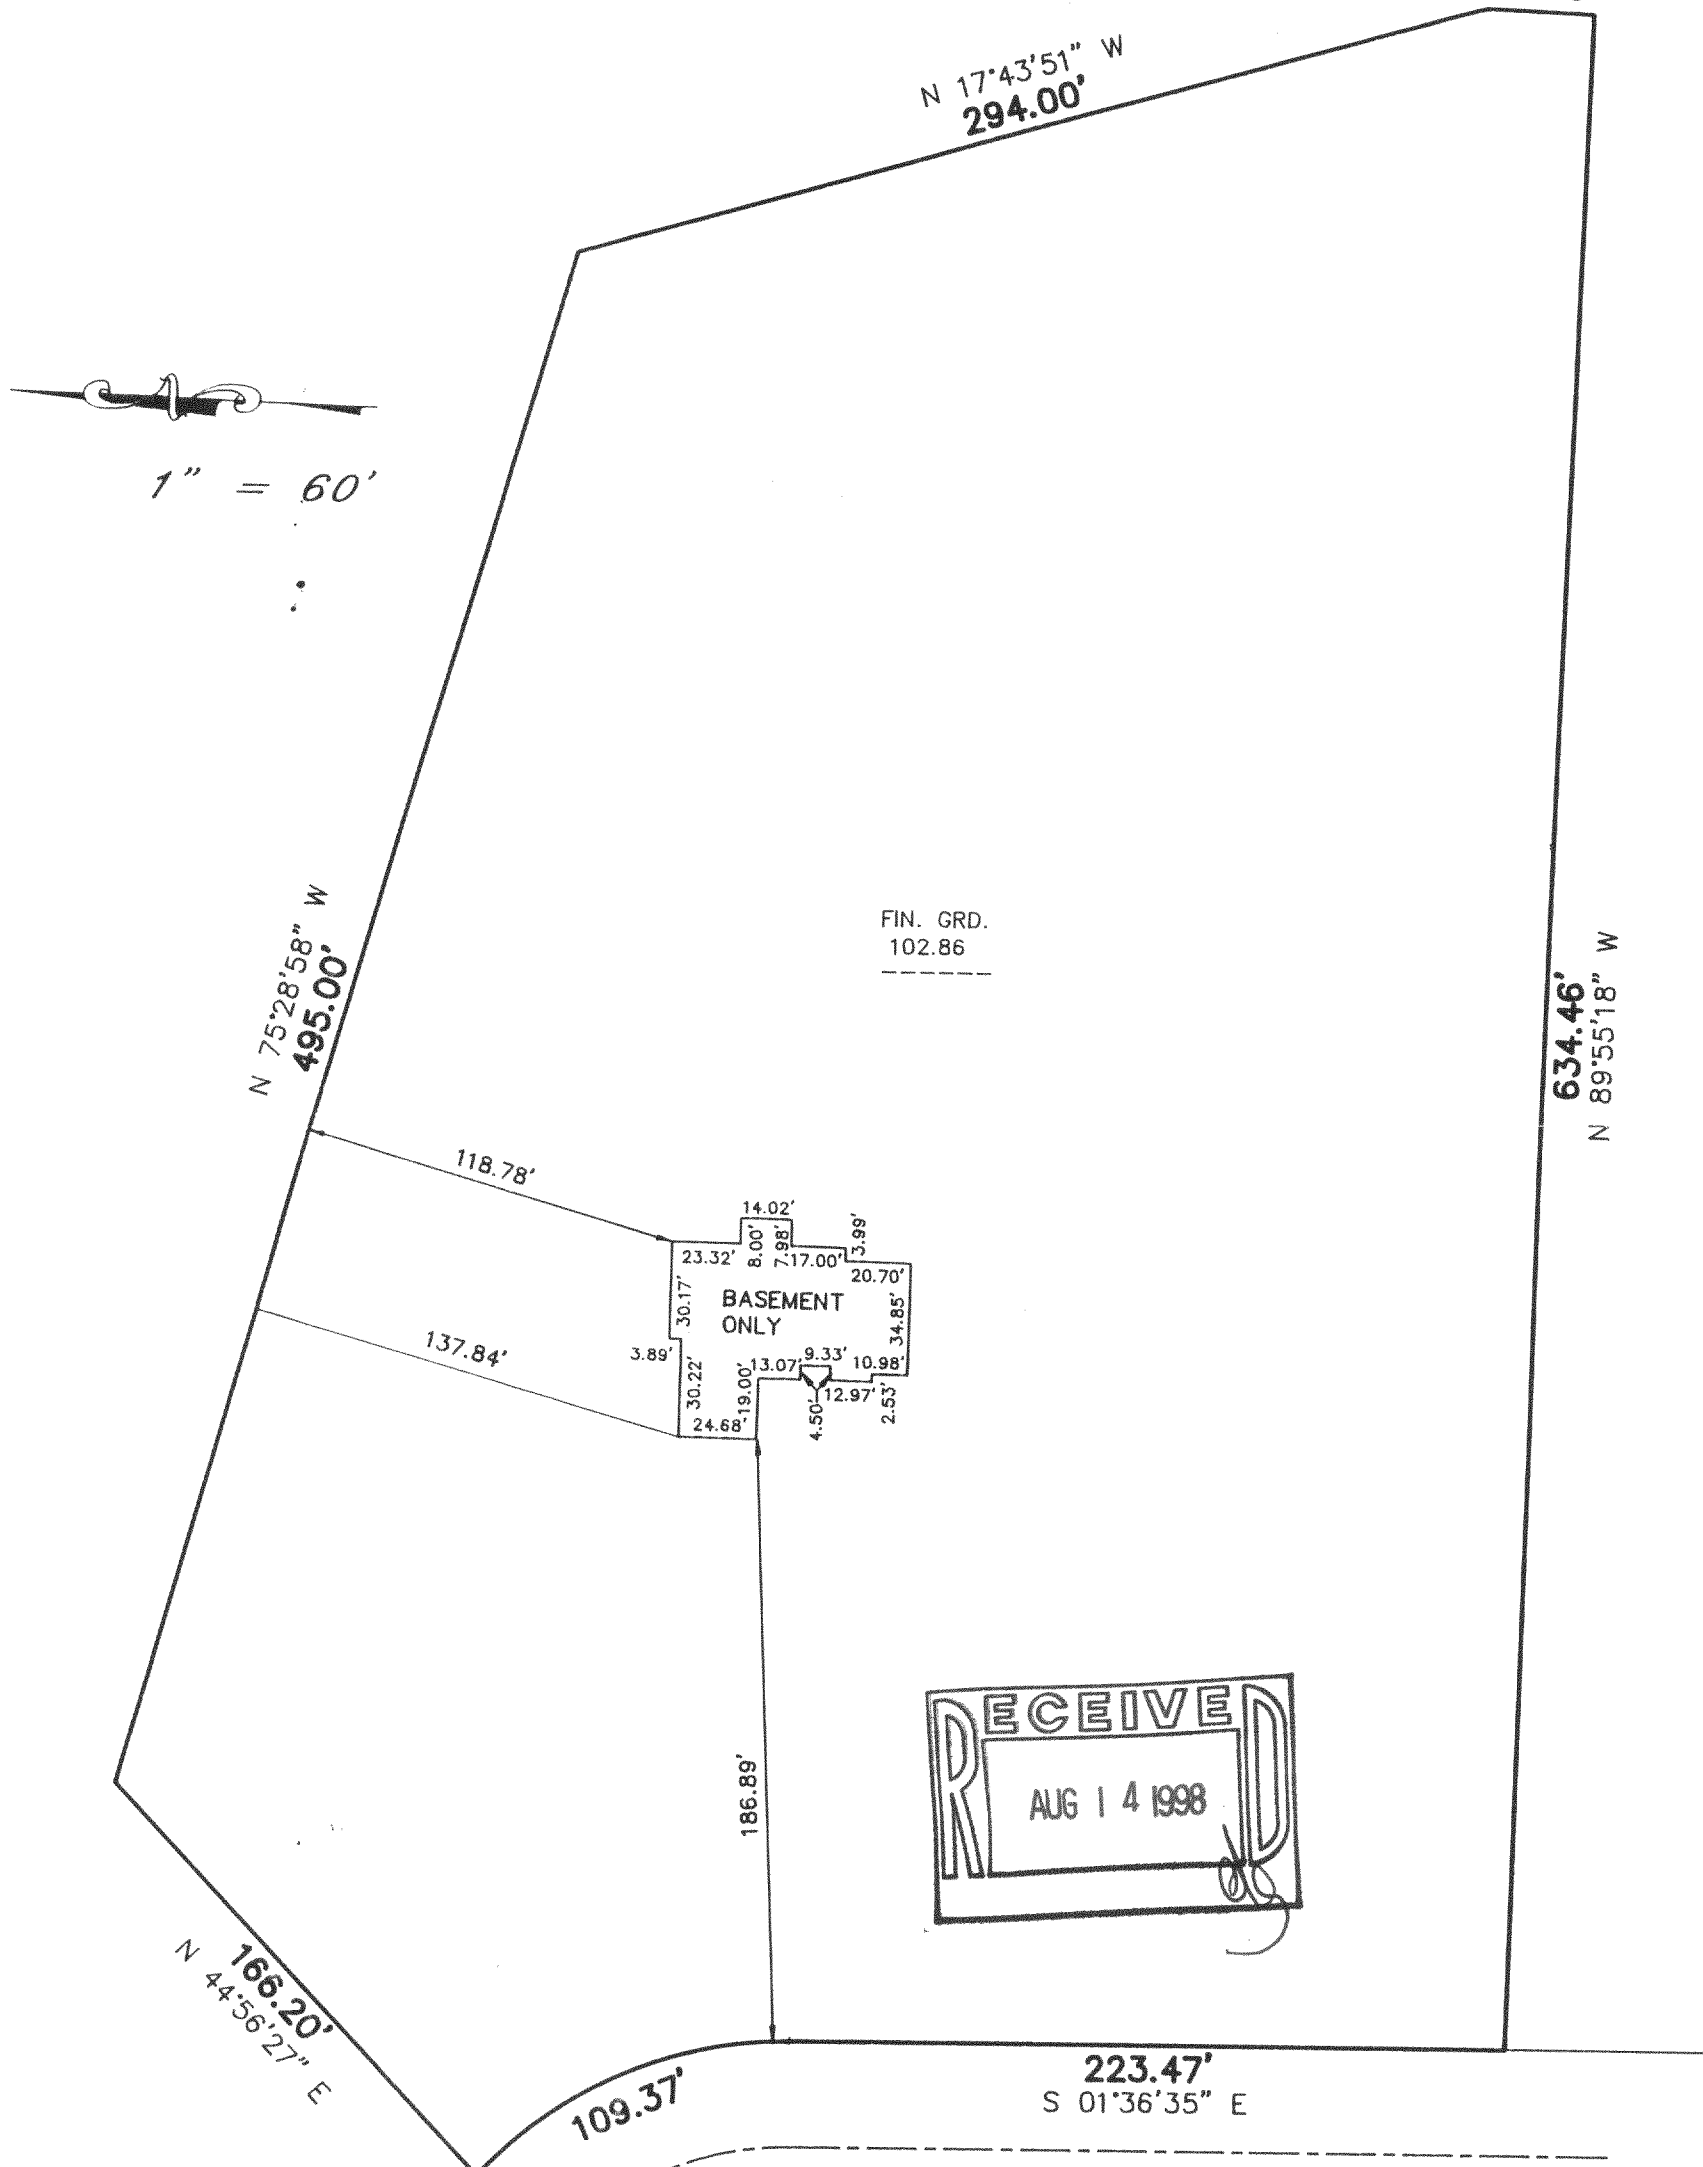 N 17°43'51" W
294.00'
1" = 60'
N 75°28'58" W
495.00'
FIN. GRD.
102.86
634.46'
N 89°55'18" W
118.78'
137.84'
14.02'
8.00'
7.98'
3.99'
23.32'
17.00'
20.70'
30.17'
BASEMENT
ONLY
34.85'
3.89'
30.22'
19.00'
13.07'
9.33'
10.98'
12.97'
2.53'
4.50'
24.68'
186.89'
RECEIVED
AUG 14 1998
166.20'
N 44°56'27" E
109.37'
223.47'
S 01°36'35" E